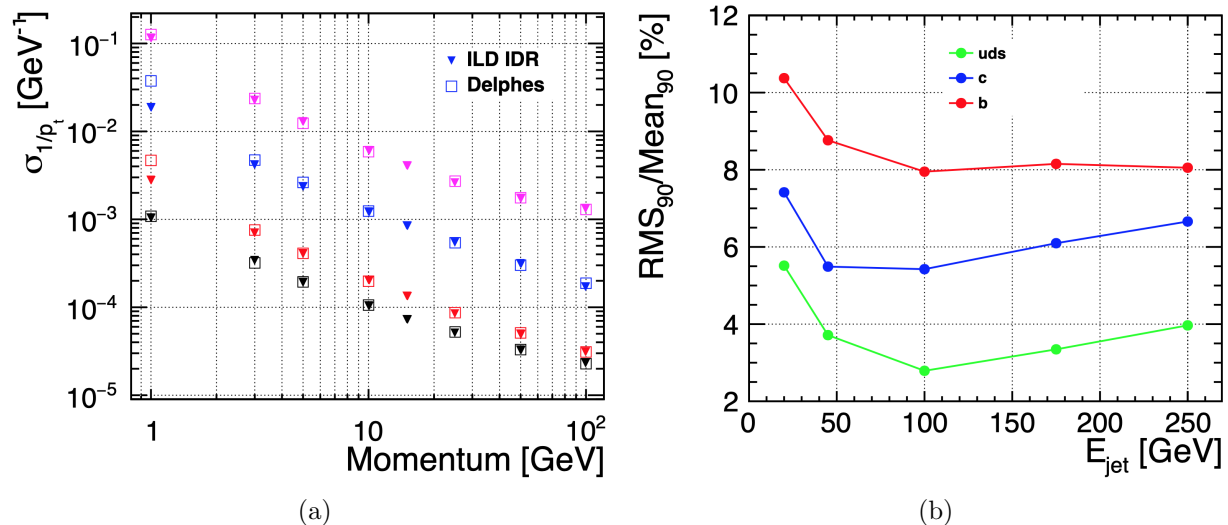 σ1/pt [GeV-1]
10-1
10-2
10-3
10-4
10-5
ILD IDR
Delphes
1
10
102
Momentum [GeV]
(a)
RMS90/Mean90 [%]
12
10
8
6
4
2
uds
c
b
0
50
100
150
200
250
Ejet [GeV]
(b)